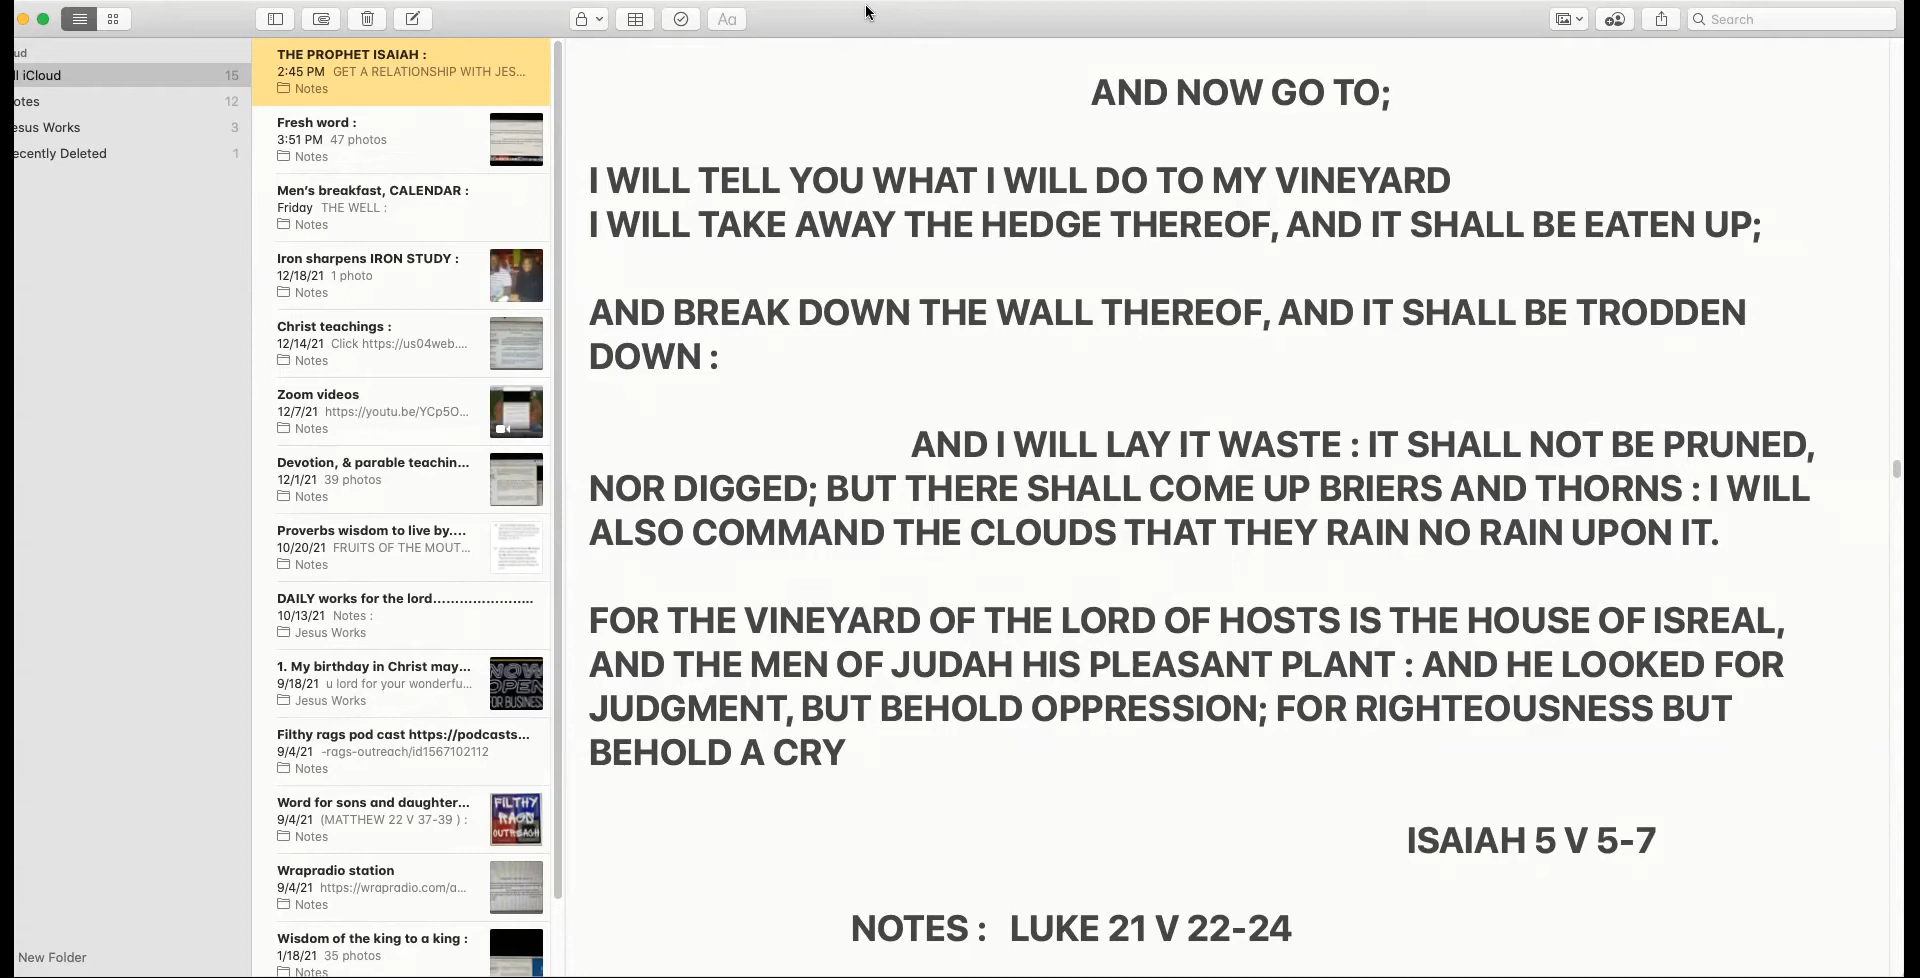 Aa
Search
ud
ll iCloud 15
otes 12
esus Works 3
ecently Deleted 1
New Folder
THE PROPHET ISAIAH :
2:45 PM GET A RELATIONSHIP WITH JES...
Notes
Fresh word :
3:51 PM 47 photos
Notes
Men's breakfast, CALENDAR :
Friday THE WELL :
Notes
Iron sharpens IRON STUDY :
12/18/21 1 photo
Notes
Christ teachings :
12/14/21 Click https://us04web....
Notes
Zoom videos
12/7/21 https://youtu.be/YCp5O...
Notes
Devotion, & parable teachin...
12/1/21 39 photos
Notes
Proverbs wisdom to live by....
10/20/21 FRUITS OF THE MOUT...
Notes
DAILY works for the lord.......................
10/13/21 Notes :
Jesus Works
1. My birthday in Christ may...
9/18/21 u lord for your wonderfu...
Jesus Works
NOW
OPEN
FOR BUSINESS
Filthy rags pod cast https://podcasts...
9/4/21 -rags-outreach/id1567102112
Notes
Word for sons and daughter...
9/4/21 (MATTHEW 22 V 37-39 ) :
Notes
FILTHY
RAGS
OUTREACH
Wrapradio station
9/4/21 https://wrapradio.com/a...
Notes
Wisdom of the king to a king :
1/18/21 35 photos
Notes
AND NOW GO TO;
I WILL TELL YOU WHAT I WILL DO TO MY VINEYARD
I WILL TAKE AWAY THE HEDGE THEREOF, AND IT SHALL BE EATEN UP;
AND BREAK DOWN THE WALL THEREOF, AND IT SHALL BE TRODDEN
DOWN :
AND I WILL LAY IT WASTE : IT SHALL NOT BE PRUNED,
NOR DIGGED; BUT THERE SHALL COME UP BRIERS AND THORNS : I WILL
ALSO COMMAND THE CLOUDS THAT THEY RAIN NO RAIN UPON IT.
FOR THE VINEYARD OF THE LORD OF HOSTS IS THE HOUSE OF ISREAL,
AND THE MEN OF JUDAH HIS PLEASANT PLANT : AND HE LOOKED FOR
JUDGMENT, BUT BEHOLD OPPRESSION; FOR RIGHTEOUSNESS BUT
BEHOLD A CRY
ISAIAH 5 V 5-7
NOTES : LUKE 21 V 22-24